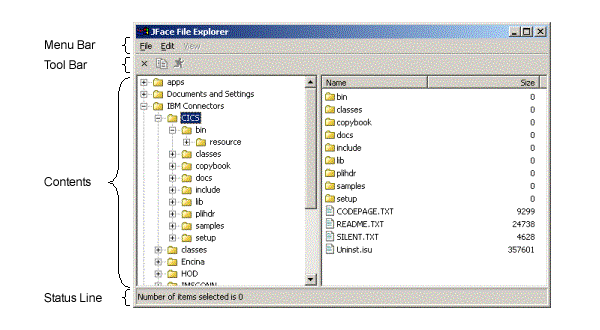 JFace File Explorer
Menu Bar
File Edit View
Tool Bar
Contents
apps
Documents and Settings
IBM Connectors
CICS
bin
resource
classes
copybook
docs
include
lib
plihdr
samples
setup
classes
Encina
HOD
IMSCONN
Name Size
bin 0
classes 0
copybook 0
docs 0
include 0
lib 0
plihdr 0
samples 0
setup 0
CODEPAGE.TXT 9299
README.TXT 24738
SILENT.TXT 4628
Uninst.isu 357601
Status Line
Number of items selected is 0